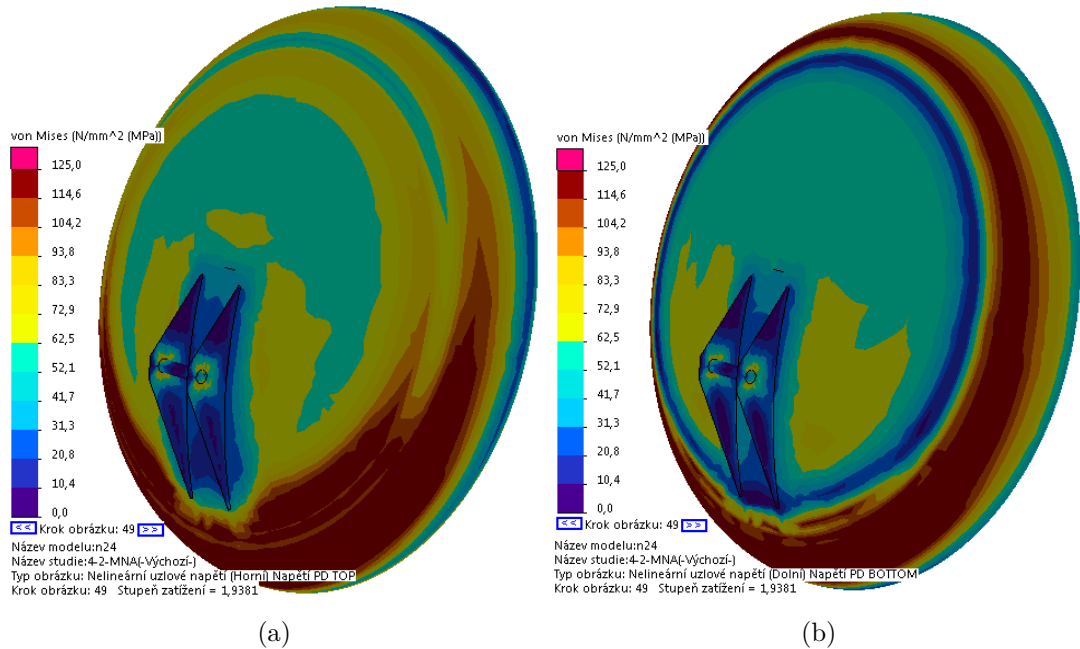 von Mises (N/mm^2 (MPa))
125,0
114,6
104,2
93,8
83,3
72,9
62,5
52,1
41,7
31,3
20,8
10,4
0,0
<< Krok obrázku: 49 >>
Název modelu:n24
Název studie:4-2-MNA(-Výchozí-)
Typ obrázku: Nelineární uzlové napětí (Horní) Napětí PD TOP
Krok obrázku: 49 Stupeň zatížení = 1,9381
(a)
von Mises (N/mm^2 (MPa))
125,0
114,6
104,2
93,8
83,3
72,9
62,5
52,1
41,7
31,3
20,8
10,4
0,0
<< Krok obrázku: 49 >>
Název modelu:n24
Název studie:4-2-MNA(-Výchozí-)
Typ obrázku: Nelineární uzlové napětí (Dolní) Napětí PD BOTTOM
Krok obrázku: 49 Stupeň zatížení = 1,9381
(b)